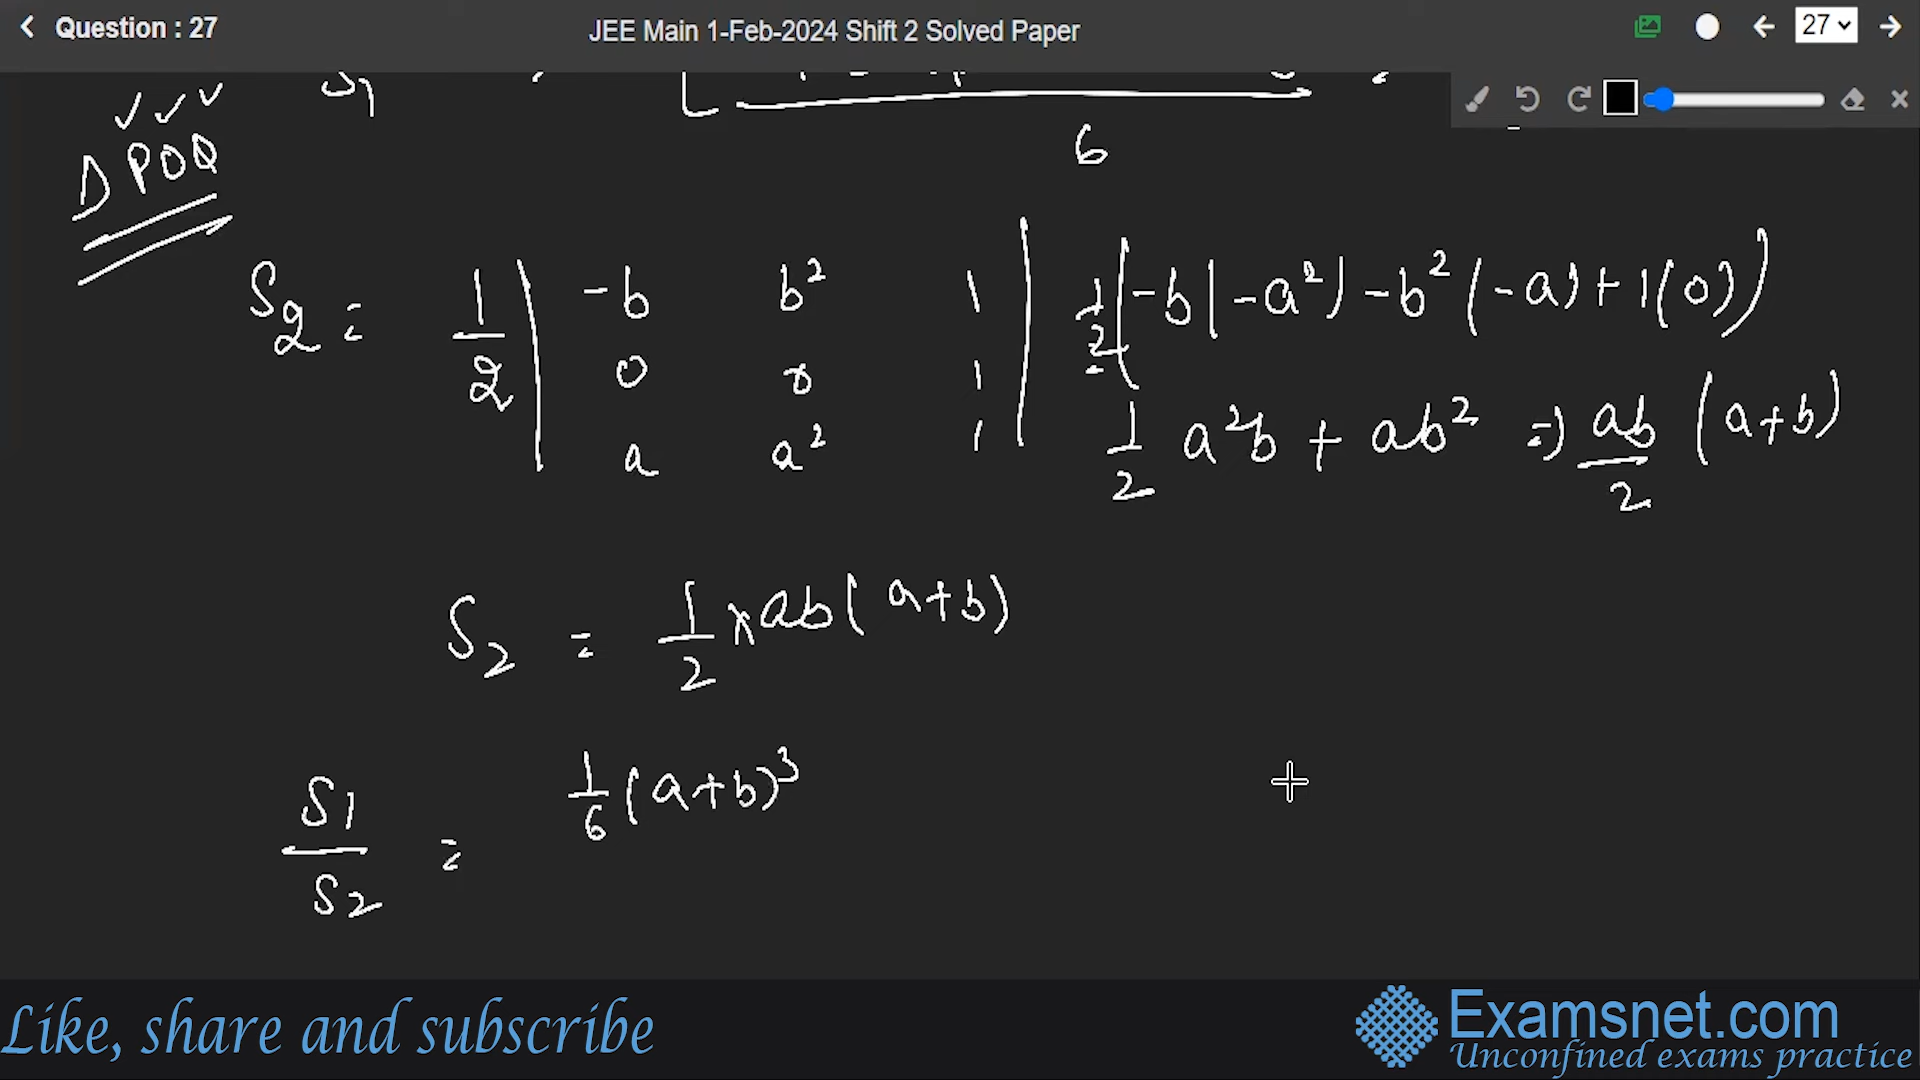 Question : 27
JEE Main 1-Feb-2024 Shift 2 Solved Paper
27
S1
6
Δ POQ
S2 = 1/2 | -b b² 1 | 1/2 ( -b(-a²) - b²(-a) + 1(0) )
0 0 1
a a² 1
1/2 a²b + ab² => ab/2 (a+b)
S2 = 1/2 × ab(a+b)
S1/S2 = 1/6 (a+b)³
Like, share and subscribe
Examsnet.com
Unconfined exams practice